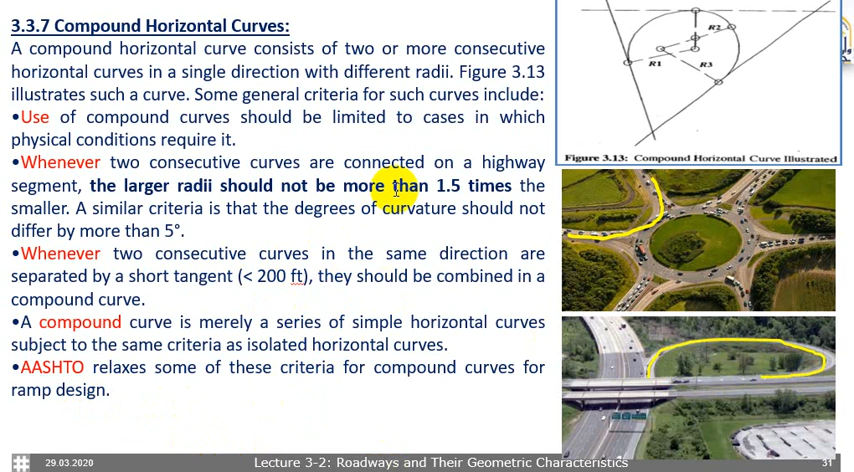 3.3.7 Compound Horizontal Curves:
A compound horizontal curve consists of two or more consecutive
horizontal curves in a single direction with different radii. Figure 3.13
illustrates such a curve. Some general criteria for such curves include:
•Use of compound curves should be limited to cases in which
physical conditions require it.
•Whenever two consecutive curves are connected on a highway
segment, the larger radii should not be more than 1.5 times the
smaller. A similar criteria is that the degrees of curvature should not
differ by more than 5°.
•Whenever two consecutive curves in the same direction are
separated by a short tangent (< 200 ft), they should be combined in a
compound curve.
•A compound curve is merely a series of simple horizontal curves
subject to the same criteria as isolated horizontal curves.
•AASHTO relaxes some of these criteria for compound curves for
ramp design.
R2
R1
R3
Figure 3.13: Compound Horizontal Curve Illustrated
# 29.03.2020
Lecture 3-2: Roadways and Their Geometric Characteristics
31